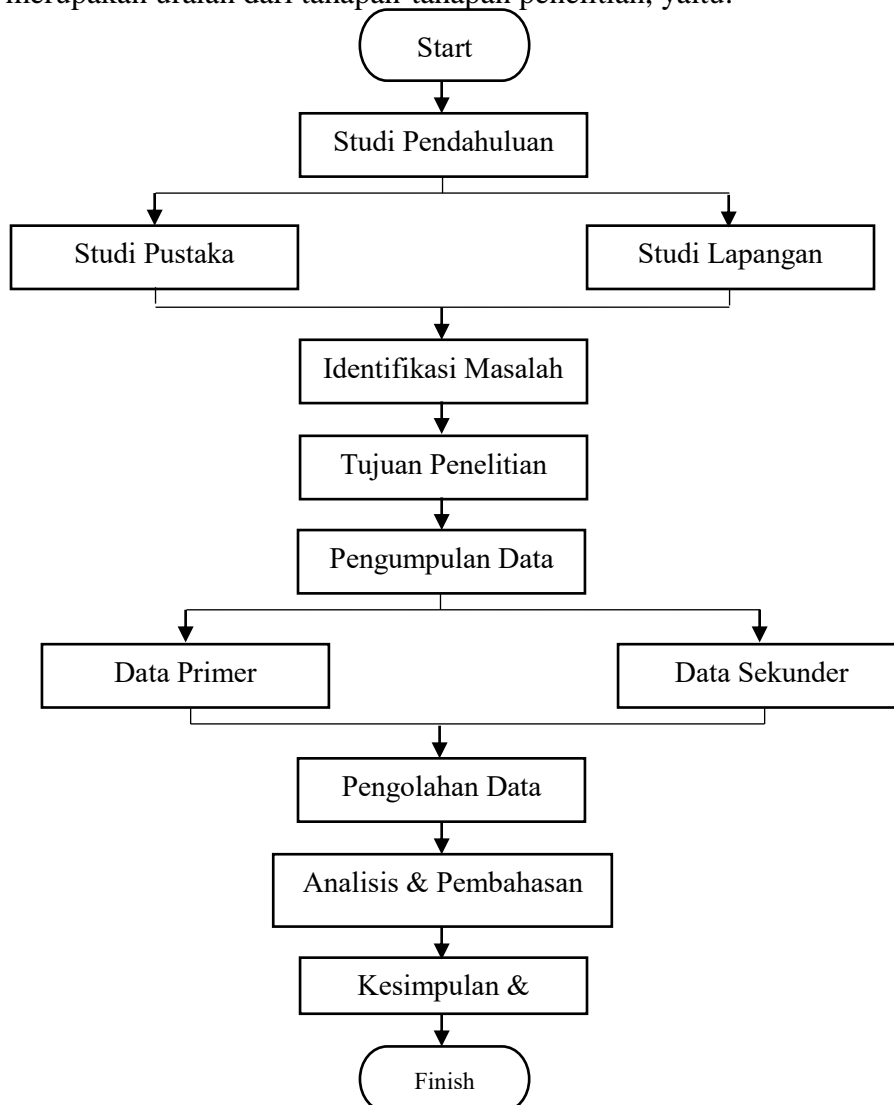 merupakan uraian dari tahapan-tahapan penelitian, yaitu:
Start
Studi Pendahuluan
Studi Pustaka
Studi Lapangan
Identifikasi Masalah
Tujuan Penelitian
Pengumpulan Data
Data Primer
Data Sekunder
Pengolahan Data
Analisis & Pembahasan
Kesimpulan &
Finish